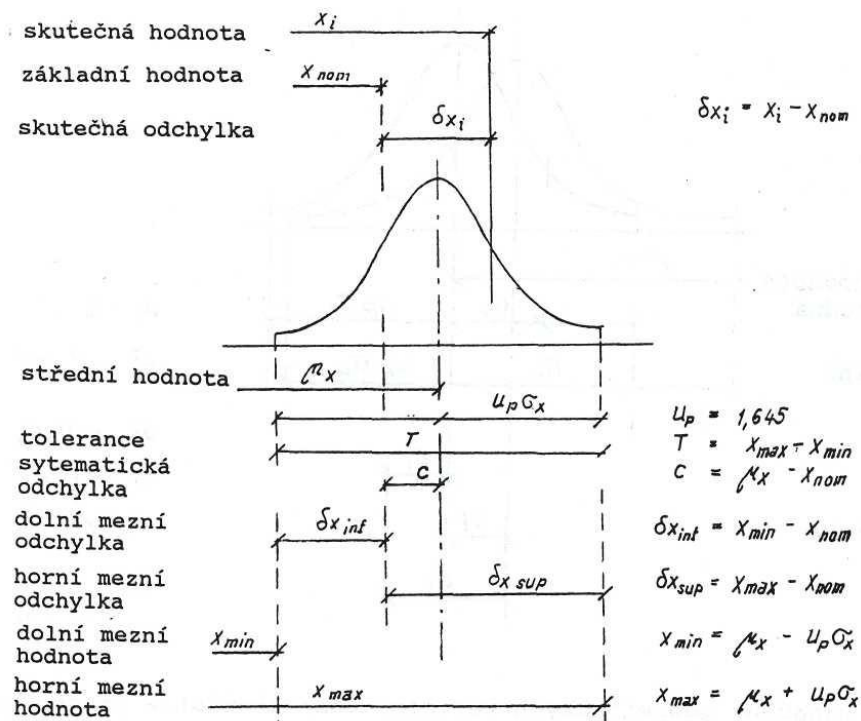 skutečná hodnota x_i
základní hodnota x_nom
skutečná odchylka δx_i δx_i = x_i - x_nom
střední hodnota μ_x
u_p σ_x u_p = 1,645
tolerance T T = x_max - x_min
sytematická
odchylka C C = μ_x - x_nom
dolní mezní
odchylka δx_inf δx_inf = x_min - x_nom
horní mezní
odchylka δx_sup δx_sup = x_max - x_nom
dolní mezní
hodnota x_min x_min = μ_x - u_p σ_x
horní mezní
hodnota x_max x_max = μ_x + u_p σ_x